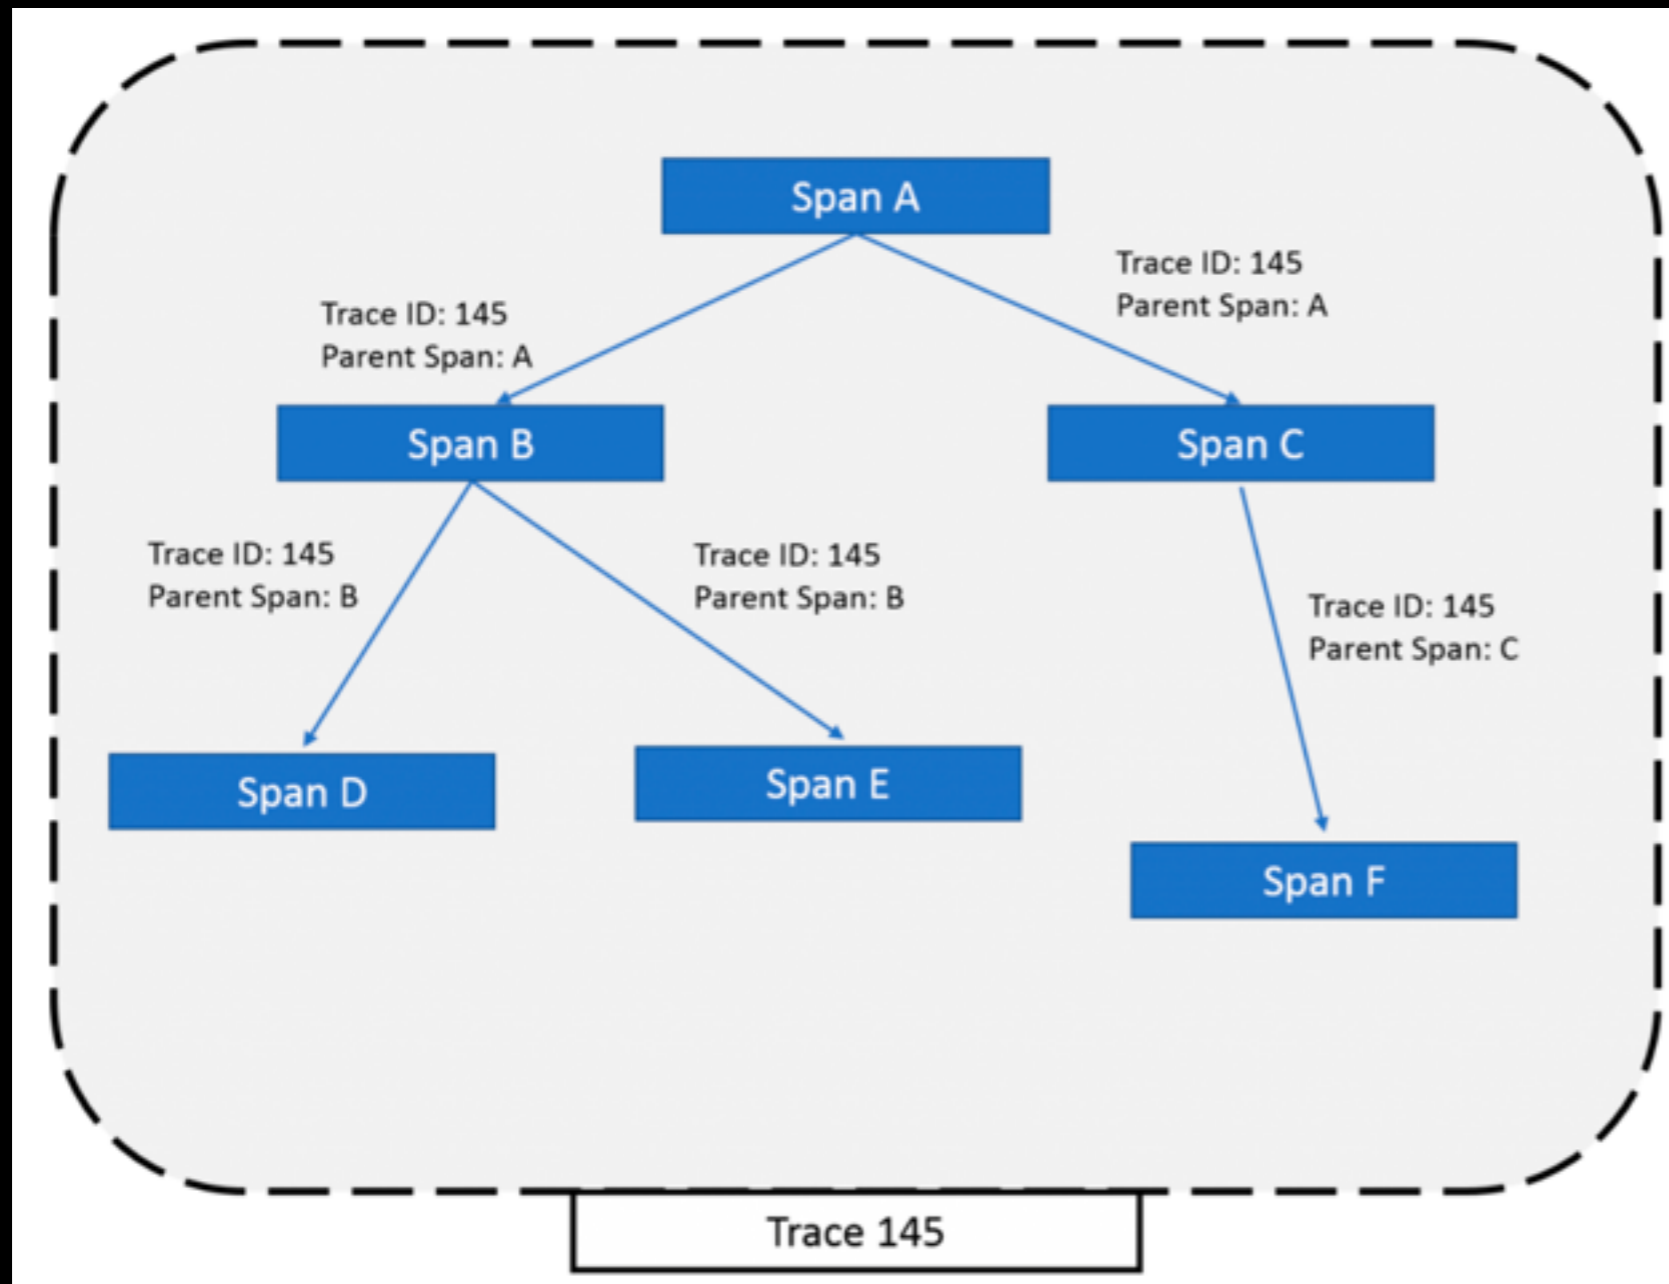 Span A
Trace ID: 145
Parent Span: A
Trace ID: 145
Parent Span: A
Span B
Span C
Trace ID: 145
Parent Span: B
Trace ID: 145
Parent Span: B
Trace ID: 145
Parent Span: C
Span D
Span E
Span F
Trace 145